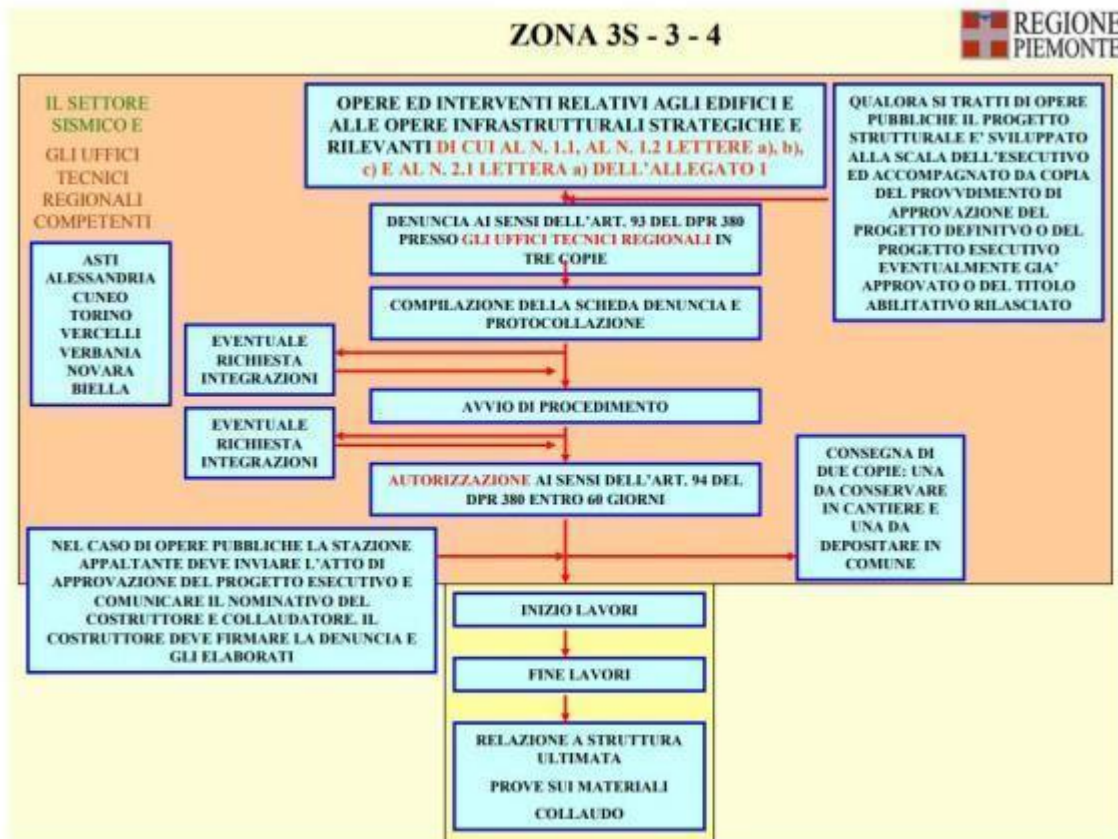 ZONA 3S - 3 - 4
REGIONE
PIEMONTE
IL SETTORE
SISMICO E
GLI UFFICI
TECNICI
REGIONALI
COMPETENTI
ASTI
ALESSANDRIA
CUNEO
TORINO
VERCELLI
VERBANIA
NOVARA
BIELLA
OPERE ED INTERVENTI RELATIVI AGLI EDIFICI E
ALLE OPERE INFRASTRUTTURALI STRATEGICHE E
RILEVANTI DI CUI AL N. 1.1, AL N. 1.2 LETTERE a), b),
c) E AL N. 2.1 LETTERA a) DELL'ALLEGATO 1
QUALORA SI TRATTI DI OPERE
PUBBLICHE IL PROGETTO
STRUTTURALE E' SVILUPPATO
ALLA SCALA DELL'ESECUTIVO
ED ACCOMPAGNATO DA COPIA
DEL PROVVDIMENTO DI
APPROVAZIONE DEL
PROGETTO DEFINITVO O DEL
PROGETTO ESECUTIVO
EVENTUALMENTE GIA'
APPROVATO O DEL TITOLO
ABILITATIVO RILASCIATO
DENUNCIA AI SENSI DELL'ART. 93 DEL DPR 380
PRESSO GLI UFFICI TECNICI REGIONALI IN
TRE COPIE
COMPILAZIONE DELLA SCHEDA DENUNCIA E
PROTOCOLLAZIONE
EVENTUALE
RICHIESTA
INTEGRAZIONI
AVVIO DI PROCEDIMENTO
EVENTUALE
RICHIESTA
INTEGRAZIONI
AUTORIZZAZIONE AI SENSI DELL'ART. 94 DEL
DPR 380 ENTRO 60 GIORNI
CONSEGNA DI
DUE COPIE: UNA
DA CONSERVARE
IN CANTIERE E
UNA DA
DEPOSITARE IN
COMUNE
NEL CASO DI OPERE PUBBLICHE LA STAZIONE
APPALTANTE DEVE INVIARE L'ATTO DI
APPROVAZIONE DEL PROGETTO ESECUTIVO E
COMUNICARE IL NOMINATIVO DEL
COSTRUTTORE E COLLAUDATORE. IL
COSTRUTTORE DEVE FIRMARE LA DENUNCIA E
GLI ELABORATI
INIZIO LAVORI
FINE LAVORI
RELAZIONE A STRUTTURA
ULTIMATA
PROVE SUI MATERIALI
COLLAUDO